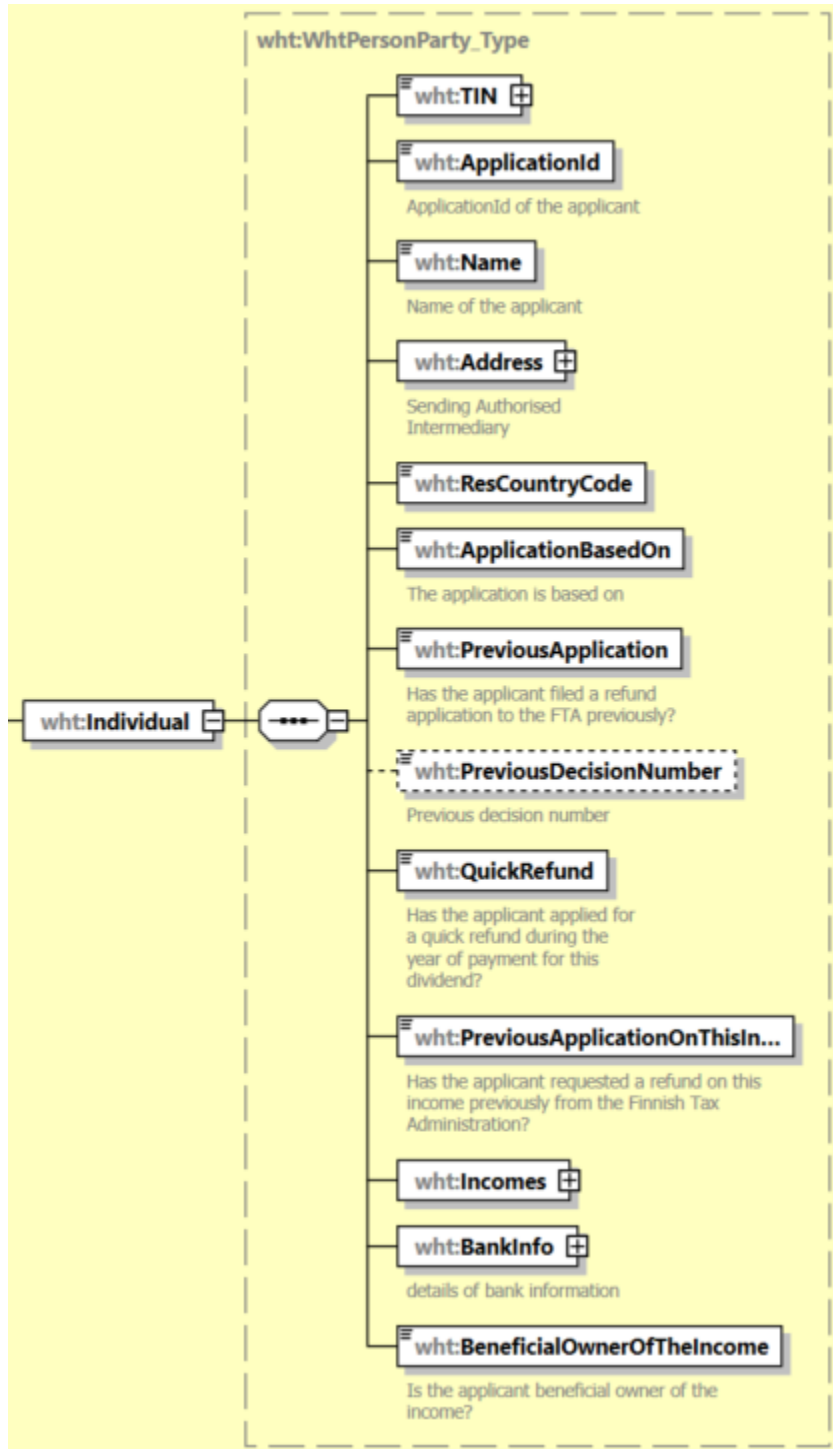 wht:WhtPersonParty_Type
wht:TIN
wht:ApplicationId
ApplicationId of the applicant
wht:Name
Name of the applicant
wht:Address
Sending Authorised
Intermediary
wht:ResCountryCode
wht:ApplicationBasedOn
The application is based on
wht:PreviousApplication
Has the applicant filed a refund
application to the FTA previously?
wht:Individual
wht:PreviousDecisionNumber
Previous decision number
wht:QuickRefund
Has the applicant applied for
a quick refund during the
year of payment for this
dividend?
wht:PreviousApplicationOnThisIn...
Has the applicant requested a refund on this
income previously from the Finnish Tax
Administration?
wht:Incomes
wht:BankInfo
details of bank information
wht:BeneficialOwnerOfTheIncome
Is the applicant beneficial owner of the
income?